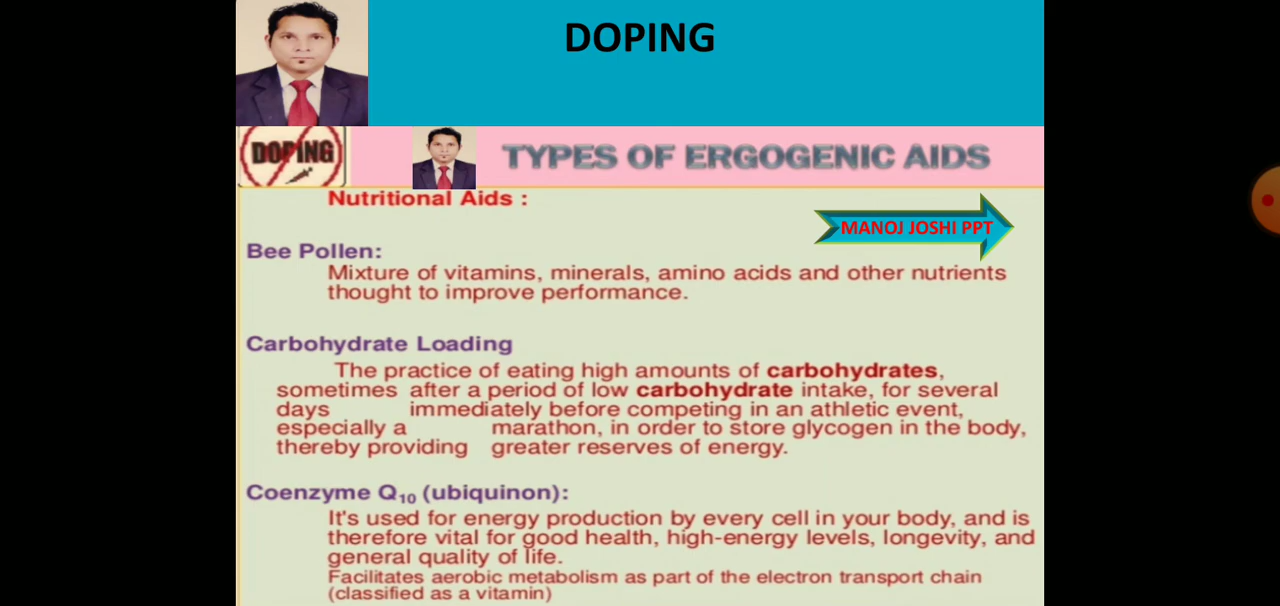 DOPING
DOPING
TYPES OF ERGOGENIC AIDS
Nutritional Aids :
MANOJ JOSHI PPT
Bee Pollen:
Mixture of vitamins, minerals, amino acids and other nutrients
thought to improve performance.
Carbohydrate Loading
The practice of eating high amounts of carbohydrates,
sometimes after a period of low carbohydrate intake, for several
days immediately before competing in an athletic event,
especially a marathon, in order to store glycogen in the body,
thereby providing greater reserves of energy.
Coenzyme Q₁₀ (ubiquinon):
It's used for energy production by every cell in your body, and is
therefore vital for good health, high-energy levels, longevity, and
general quality of life.
Facilitates aerobic metabolism as part of the electron transport chain
(classified as a vitamin)